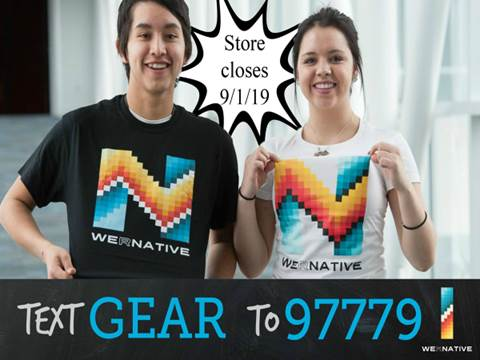 Store
closes
9/1/19
WERNATIVE
WERNATIVE
TEXT GEAR TO 97779
WERNATIVE